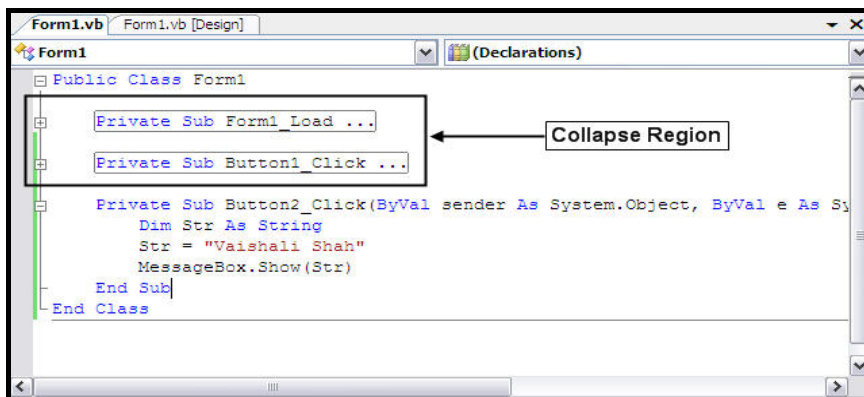 Form1.vb Form1.vb [Design]
Form1 (Declarations)
Public Class Form1
Private Sub Form1_Load ...
Collapse Region
Private Sub Button1_Click ...
Private Sub Button2_Click(ByVal sender As System.Object, ByVal e As Sy
Dim Str As String
Str = "Vaishali Shah"
MessageBox.Show(Str)
End Sub
End Class